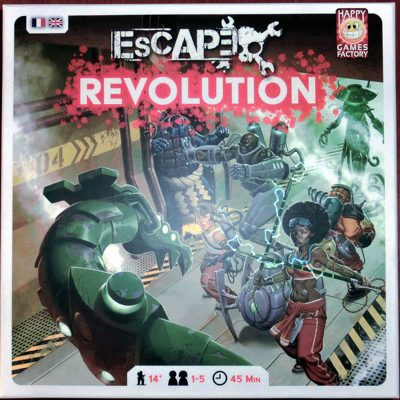 EsCAPE
HAPPY
GAMES
FACTORY
REVOLUTION
04
14+
1-5
45 Min